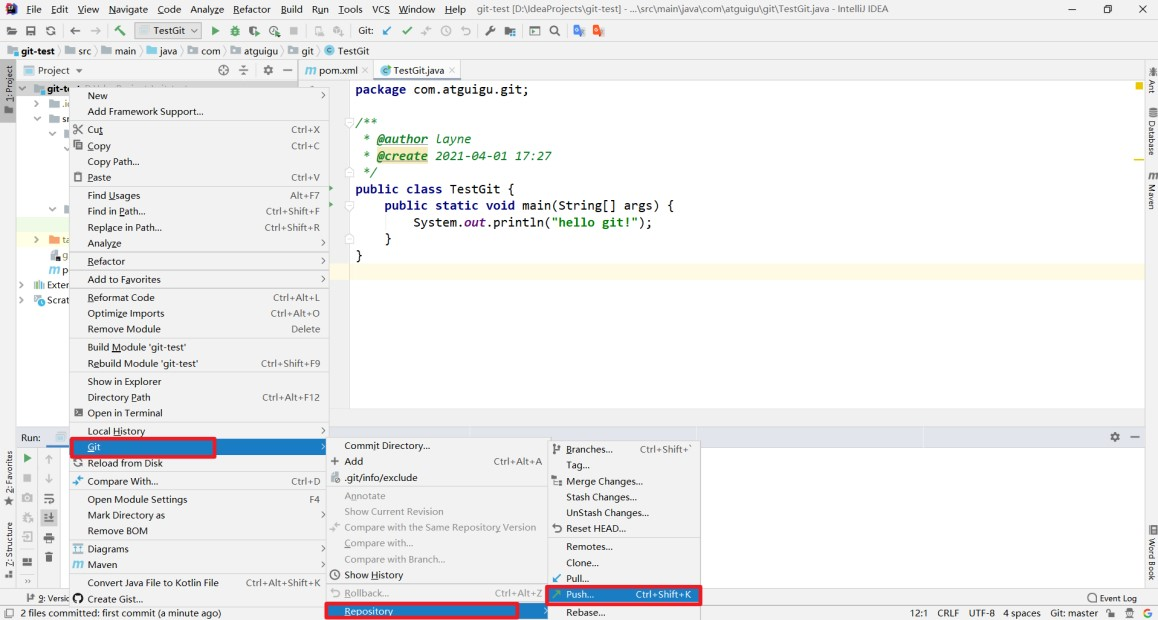 File Edit View Navigate Code Analyze Refactor Build Run Tools VCS Window Help git-test [D:\IdeaProjects\git-test] - ...\src\main\java\com\atguigu\git\TestGit.java - IntelliJ IDEA
TestGit Git:
git-test src main java com atguigu git TestGit
Project pom.xml TestGit.java
1: Project
git-te
New
Add Framework Support...
Cut Ctrl+X
Copy Ctrl+C
Copy Path...
Paste Ctrl+V
Find Usages Alt+F7
Find in Path... Ctrl+Shift+F
Replace in Path... Ctrl+Shift+R
Analyze
Refactor
Add to Favorites
Reformat Code Ctrl+Alt+L
Optimize Imports Ctrl+Alt+O
Remove Module Delete
Build Module 'git-test'
Rebuild Module 'git-test' Ctrl+Shift+F9
Show in Explorer
Directory Path Ctrl+Alt+F12
Open in Terminal
Local History
Git
Reload from Disk
Compare With... Ctrl+D
Open Module Settings F4
Mark Directory as
Remove BOM
Diagrams
Maven
Convert Java File to Kotlin File Ctrl+Alt+Shift+K
Create Gist...
.i
sr
ta
g
p
Exter
Scrat
package com.atguigu.git;
/**
* @author Layne
* @create 2021-04-01 17:27
*/
public class TestGit {
public static void main(String[] args) {
System.out.println("hello git!");
}
}
Ant
Database
Maven
Word Book
Run:
2: Favorites
Z: Structure
Commit Directory...
Add Ctrl+Alt+A
.git/info/exclude
Annotate
Show Current Revision
Compare with the Same Repository Version
Compare with...
Compare with Branch...
Show History
Rollback... Ctrl+Alt+Z
Repository
Branches... Ctrl+Shift+`
Tag...
Merge Changes...
Stash Changes...
UnStash Changes...
Reset HEAD...
Remotes...
Clone...
Pull...
Push... Ctrl+Shift+K
Rebase...
9: Versio
Event Log
2 files committed: first commit (a minute ago) 12:1 CRLF UTF-8 4 spaces Git: master